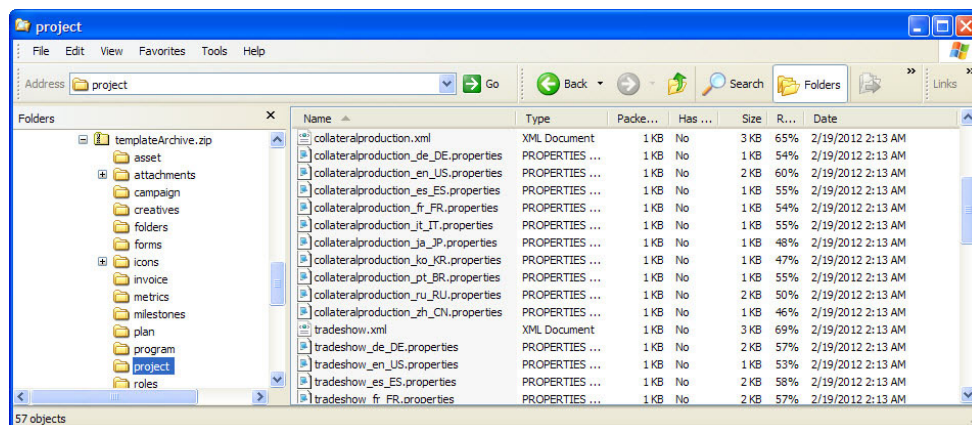 project
File Edit View Favorites Tools Help
Address project Go Back Search Folders » Links »
Folders × Name Type Packe... Has ... Size R... Date
templateArchive.zip
asset
attachments
campaign
creatives
folders
forms
icons
invoice
metrics
milestones
plan
program
project
roles
collateralproduction.xml XML Document 1 KB No 3 KB 65% 2/19/2012 2:13 AM
collateralproduction_de_DE.properties PROPERTIES ... 1 KB No 1 KB 54% 2/19/2012 2:13 AM
collateralproduction_en_US.properties PROPERTIES ... 1 KB No 2 KB 60% 2/19/2012 2:13 AM
collateralproduction_es_ES.properties PROPERTIES ... 1 KB No 1 KB 55% 2/19/2012 2:13 AM
collateralproduction_fr_FR.properties PROPERTIES ... 1 KB No 2 KB 54% 2/19/2012 2:13 AM
collateralproduction_it_IT.properties PROPERTIES ... 1 KB No 1 KB 55% 2/19/2012 2:13 AM
collateralproduction_ja_JP.properties PROPERTIES ... 1 KB No 2 KB 48% 2/19/2012 2:13 AM
collateralproduction_ko_KR.properties PROPERTIES ... 1 KB No 1 KB 47% 2/19/2012 2:13 AM
collateralproduction_pt_BR.properties PROPERTIES ... 1 KB No 1 KB 55% 2/19/2012 2:13 AM
collateralproduction_ru_RU.properties PROPERTIES ... 1 KB No 2 KB 50% 2/19/2012 2:13 AM
collateralproduction_zh_CN.properties PROPERTIES ... 1 KB No 1 KB 46% 2/19/2012 2:13 AM
tradeshow.xml XML Document 1 KB No 3 KB 69% 2/19/2012 2:13 AM
tradeshow_de_DE.properties PROPERTIES ... 1 KB No 2 KB 57% 2/19/2012 2:13 AM
tradeshow_en_US.properties PROPERTIES ... 1 KB No 1 KB 53% 2/19/2012 2:13 AM
tradeshow_es_ES.properties PROPERTIES ... 1 KB No 2 KB 58% 2/19/2012 2:13 AM
tradeshow_fr_FR.properties PROPERTIES ... 1 KB No 2 KB 57% 2/19/2012 2:13 AM
57 objects